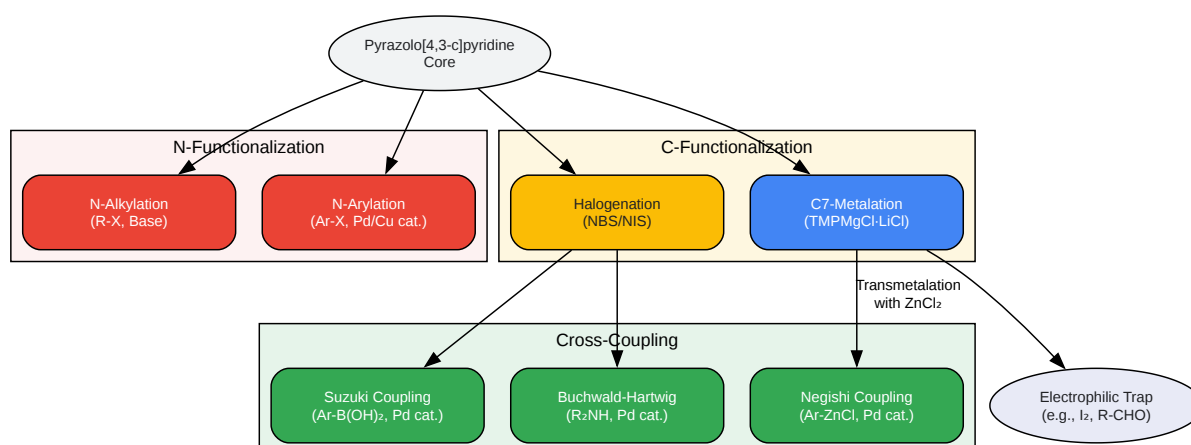 Pyrazolo[4,3-c]pyridine
Core
N-Functionalization
C-Functionalization
N-Alkylation
(R-X, Base)
N-Arylation
(Ar-X, Pd/Cu cat.)
Halogenation
(NBS/NIS)
C7-Metalation
(TMPMgCl·LiCl)
Transmetalation
with ZnCl₂
Cross-Coupling
Suzuki Coupling
(Ar-B(OH)₂, Pd cat.)
Buchwald-Hartwig
(R₂NH, Pd cat.)
Negishi Coupling
(Ar-ZnCl, Pd cat.)
Electrophilic Trap
(e.g., I₂, R-CHO)